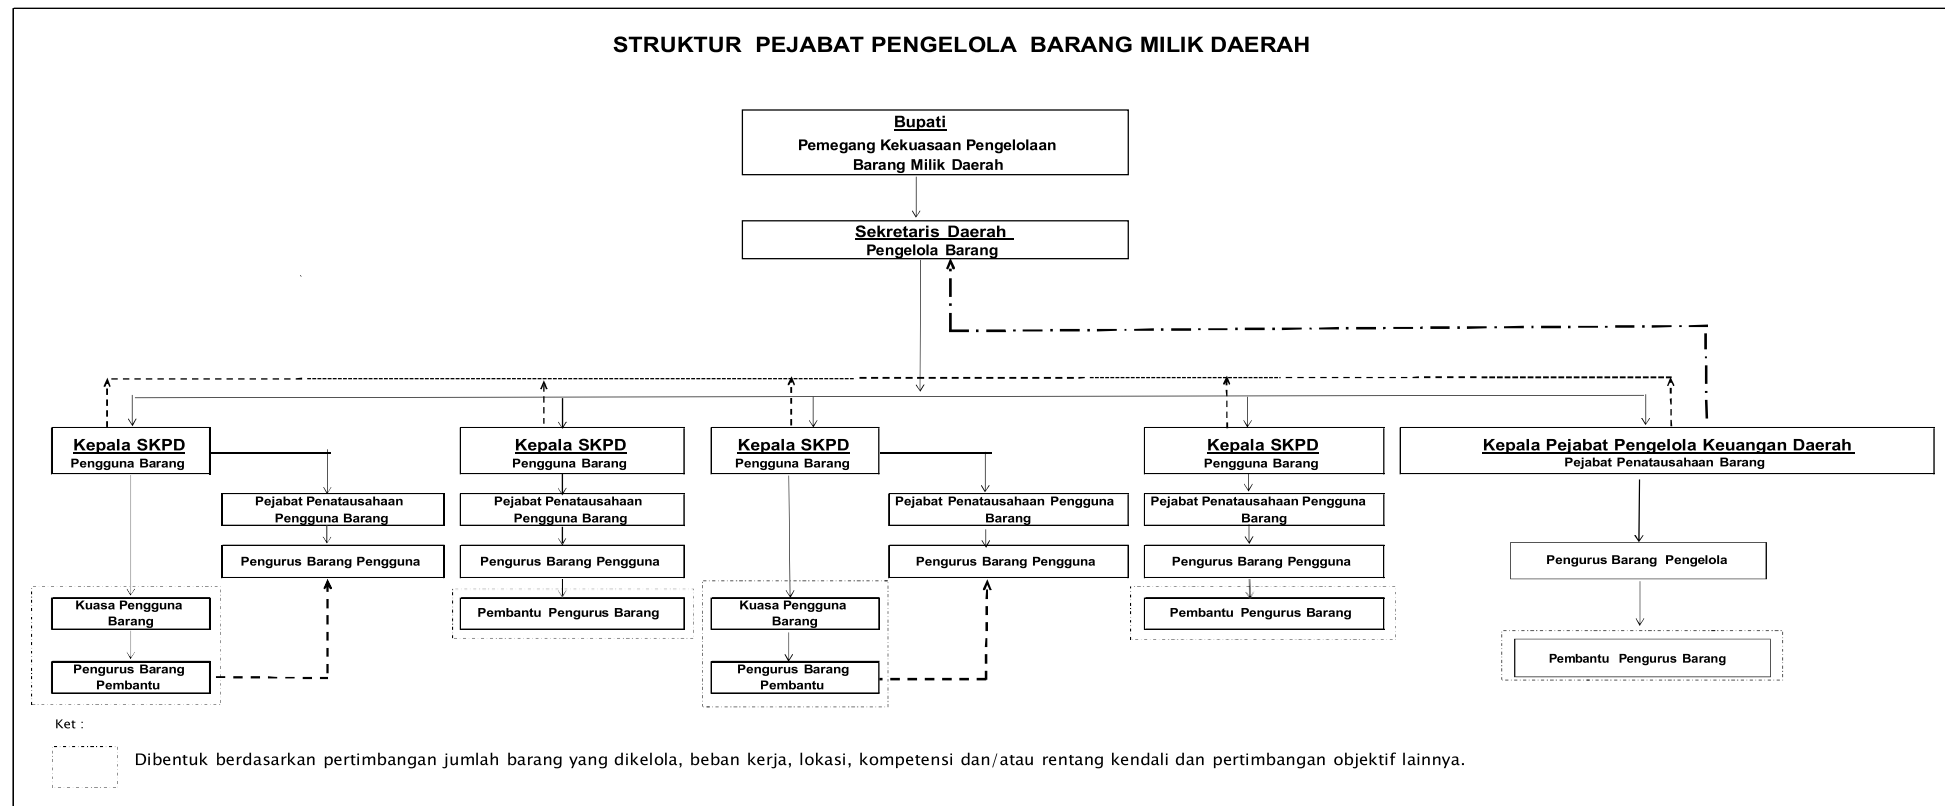 STRUKTUR PEJABAT PENGELOLA BARANG MILIK DAERAH
Bupati
Pemegang Kekuasaan Pengelolaan
Barang Milik Daerah
Sekretaris Daerah
Pengelola Barang
Kepala SKPD
Pengguna Barang
Kepala SKPD
Pengguna Barang
Kepala SKPD
Pengguna Barang
Kepala SKPD
Pengguna Barang
Kepala Pejabat Pengelola Keuangan Daerah
Pejabat Penatausahaan Barang
Pejabat Penatausahaan
Pengguna Barang
Pejabat Penatausahaan
Pengguna Barang
Pejabat Penatausahaan Pengguna
Barang
Pejabat Penatausahaan Pengguna
Barang
Pengurus Barang Pengguna
Pengurus Barang Pengguna
Pengurus Barang Pengguna
Pengurus Barang Pengguna
Pengurus Barang Pengelola
Kuasa Pengguna
Barang
Pembantu Pengurus Barang
Kuasa Pengguna
Barang
Pembantu Pengurus Barang
Pengurus Barang
Pembantu
Pengurus Barang
Pembantu
Pembantu Pengurus Barang
Ket :
Dibentuk berdasarkan pertimbangan jumlah barang yang dikelola, beban kerja, lokasi, kompetensi dan/atau rentang kendali dan pertimbangan objektif lainnya.